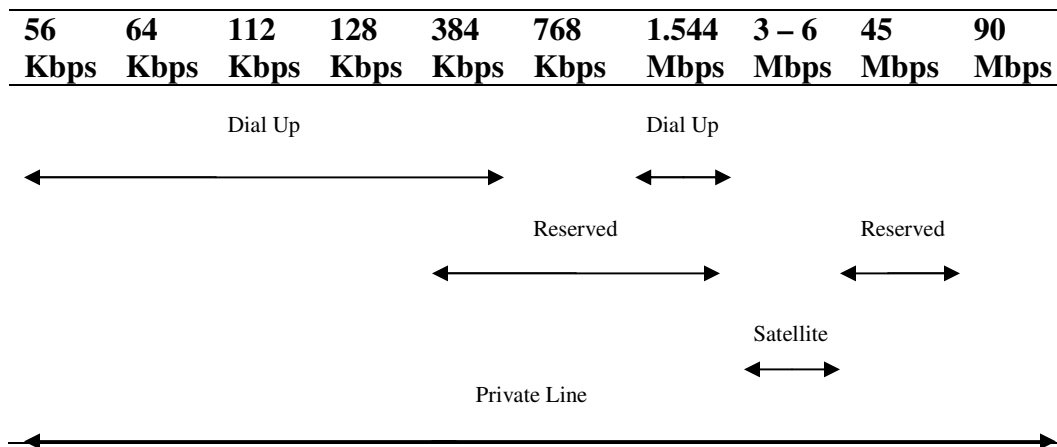 56 64 112 128 384 768 1.544 3 – 6 45 90
Kbps Kbps Kbps Kbps Kbps Kbps Mbps Mbps Mbps Mbps
Dial Up Dial Up
Reserved Reserved
Satellite
Private Line